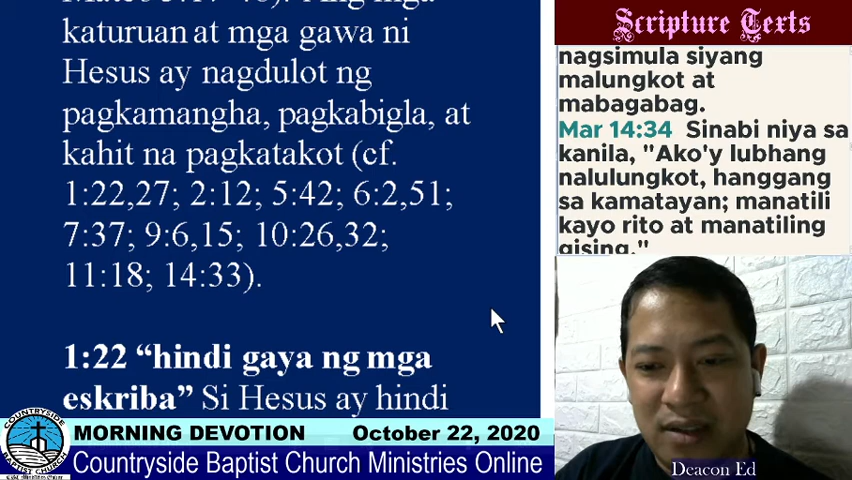 katuruan at mga gawa ni
Hesus ay nagdulot ng
pagkamangha, pagkabigla, at
kahit na pagkatakot (cf.
1:22,27; 2:12; 5:42; 6:2,51;
7:37; 9:6,15; 10:26,32;
11:18; 14:33).
1:22 “hindi gaya ng mga
eskriba” Si Hesus ay hindi
Scripture Texts
nagsimula siyang
malungkot at
mabagabag.
Mar 14:34 Sinabi niya sa
kanila, "Ako'y lubhang
nalulungkot, hanggang
sa kamatayan; manatili
kayo rito at manatiling
gising."
COUNTRYSIDE
BAPTIST CHURCH
MORNING DEVOTION October 22, 2020
Countryside Baptist Church Ministries Online
Deacon Ed